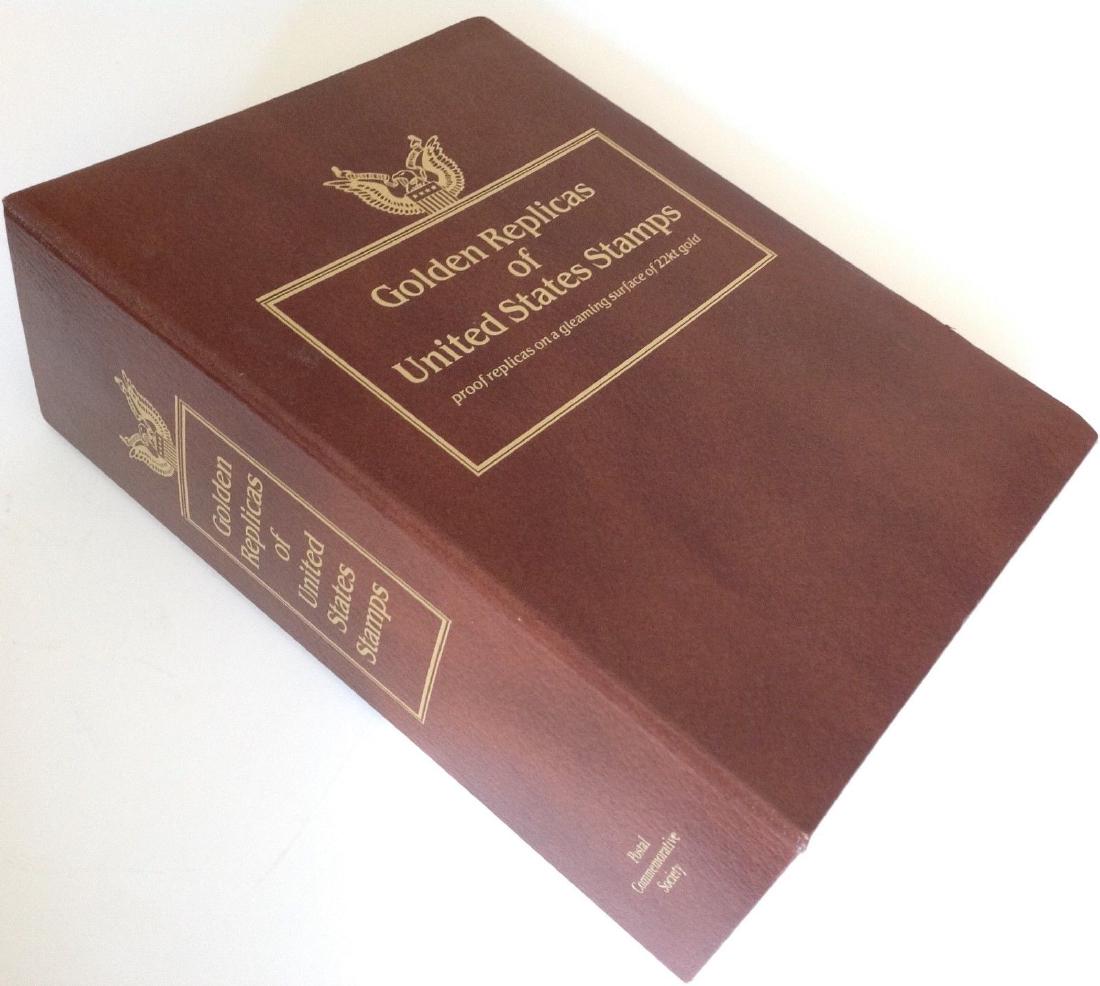 Golden Replicas
of
United States Stamps
proof replicas on a gleaming surface of 22kt gold
Golden
Replicas
of
United
States
Stamps
Postal
Commemorative
Society